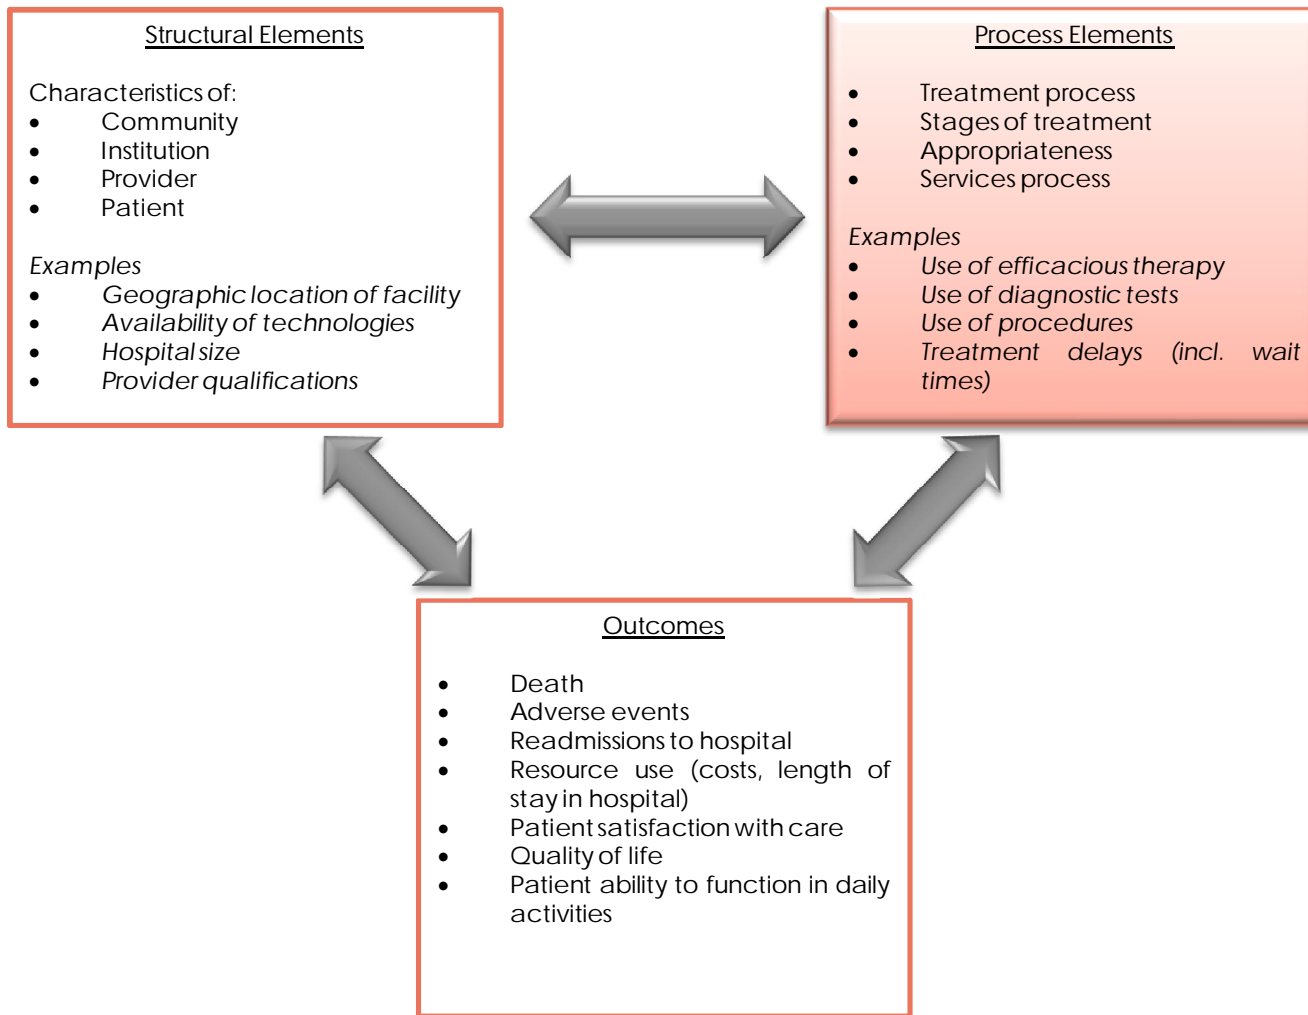 Structural Elements
Characteristics of:
• Community
• Institution
• Provider
• Patient
Examples
• Geographic location of facility
• Availability of technologies
• Hospital size
• Provider qualifications
Process Elements
• Treatment process
• Stages of treatment
• Appropriateness
• Services process
Examples
• Use of efficacious therapy
• Use of diagnostic tests
• Use of procedures
• Treatment delays (incl. wait
times)
Outcomes
• Death
• Adverse events
• Readmissions to hospital
• Resource use (costs, length of
stay in hospital)
• Patient satisfaction with care
• Quality of life
• Patient ability to function in daily
activities